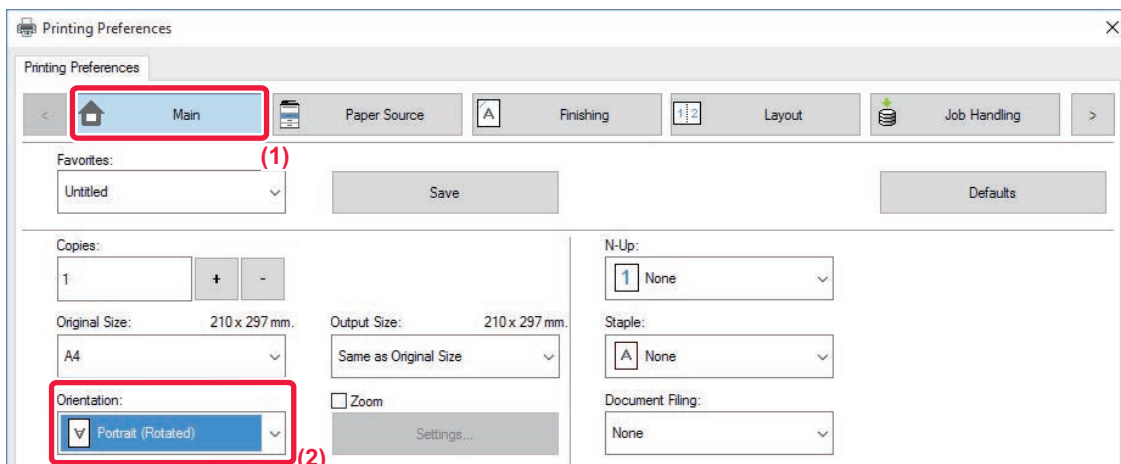 Printing Preferences
Printing Preferences
< Main Paper Source A Finishing 1 2 Layout Job Handling >
(1)
Favorites:
Untitled Save Defaults
Copies: N-Up:
1 + - 1 None
Original Size: 210 x 297 mm. Output Size: 210 x 297 mm. Staple:
A4 Same as Original Size A None
Orientation: Zoom Document Filing:
A Portrait (Rotated) Settings... None
(2)